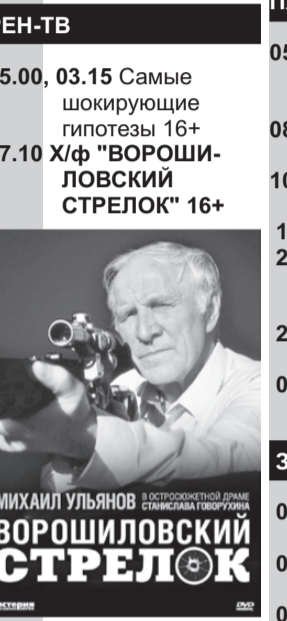 РЕН-ТВ
5.00, 03.15 Самые
шокирующие
гипотезы 16+
7.10 Х/ф "ВОРОШИ-
ЛОВСКИЙ
СТРЕЛОК" 16+
МИХАИЛ УЛЬЯНОВ В ОСТРОСЮЖЕТНОЙ ДРАМЕ
СТАНИСЛАВА ГОВОРУХИНА
ВОРОШИЛОВСКИЙ
СТРЕЛОК
DVD